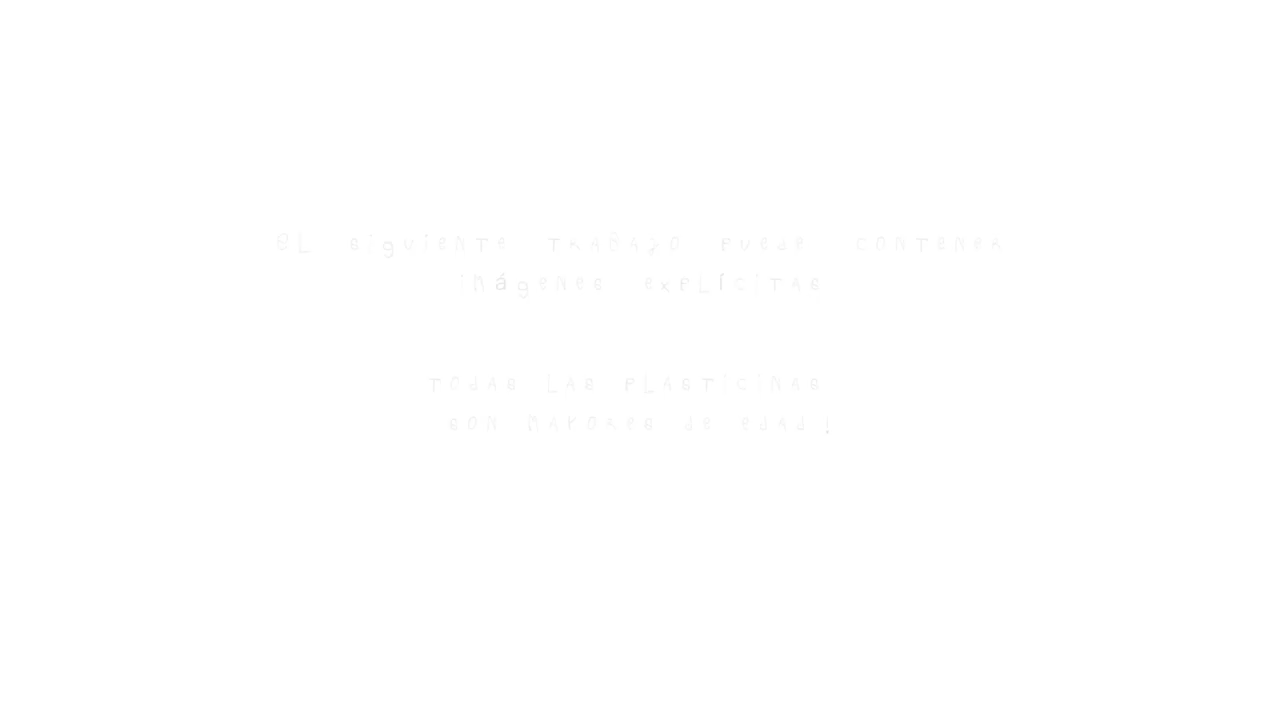 eL siguiente TRABAJO PUede CONTENER
imágenes exPLÍCITAS
TODAS LAS PLASTICINAS
SON MAYORES de edad!